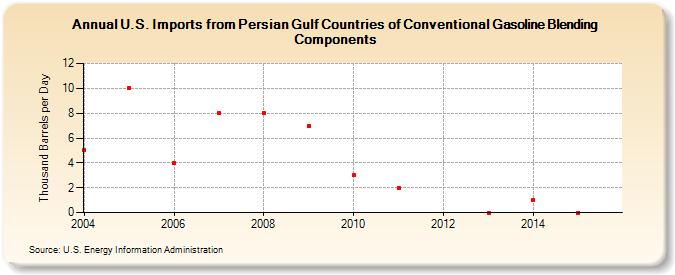 Annual U.S. Imports from Persian Gulf Countries of Conventional Gasoline Blending
Components
Thousand Barrels per Day
12
10
8
6
4
2
0
2004 2006 2008 2010 2012 2014
Source: U.S. Energy Information Administration